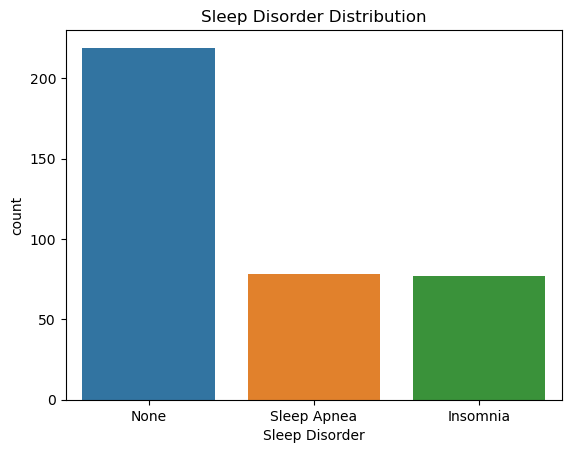 Sleep Disorder Distribution
200
150
100
50
0
count
None Sleep Apnea Insomnia
Sleep Disorder